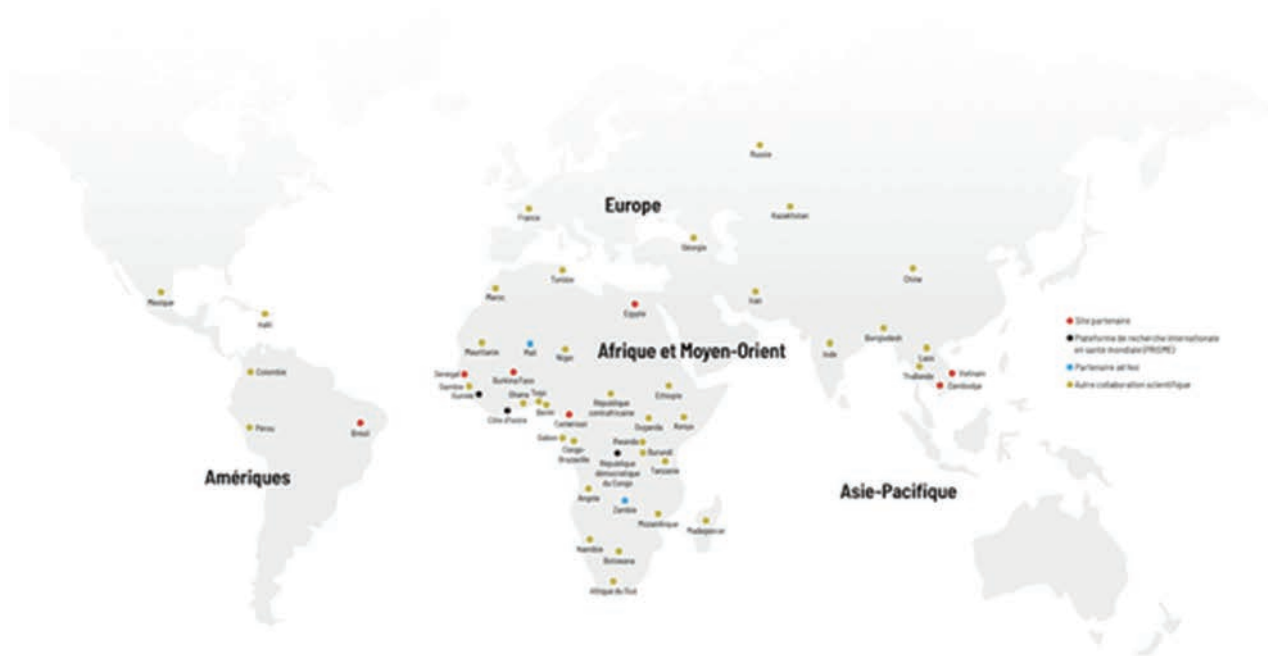 Russie
Europe
France
Kazakhstan
Géorgie
Tunisie
Chine
Maroc
Iran
Mexique
Haïti
Egypte
Site partenaire
Plateforme de recherche internationale
en santé mondiale (PRISME)
Partenaire ad hoc
Autre collaboration scientifique
Bangladesh
Mauritanie
Mali
Niger
Afrique et Moyen-Orient
Inde
Laos
Thaïlande
Vietnam
Cambodge
Colombie
Sénégal
Burkina Faso
Gambie
Guinée
Ghana
Togo
Bénin
Côte d'Ivoire
Cameroun
République
centrafricaine
Ethiopie
Ouganda
Kenya
Pérou
Brésil
Gabon
Congo-
Brazzaville
Rwanda
Burundi
République
démocratique
du Congo
Tanzanie
Amériques
Asie-Pacifique
Angola
Zambie
Mozambique
Madagascar
Namibie
Botswana
Afrique du Sud